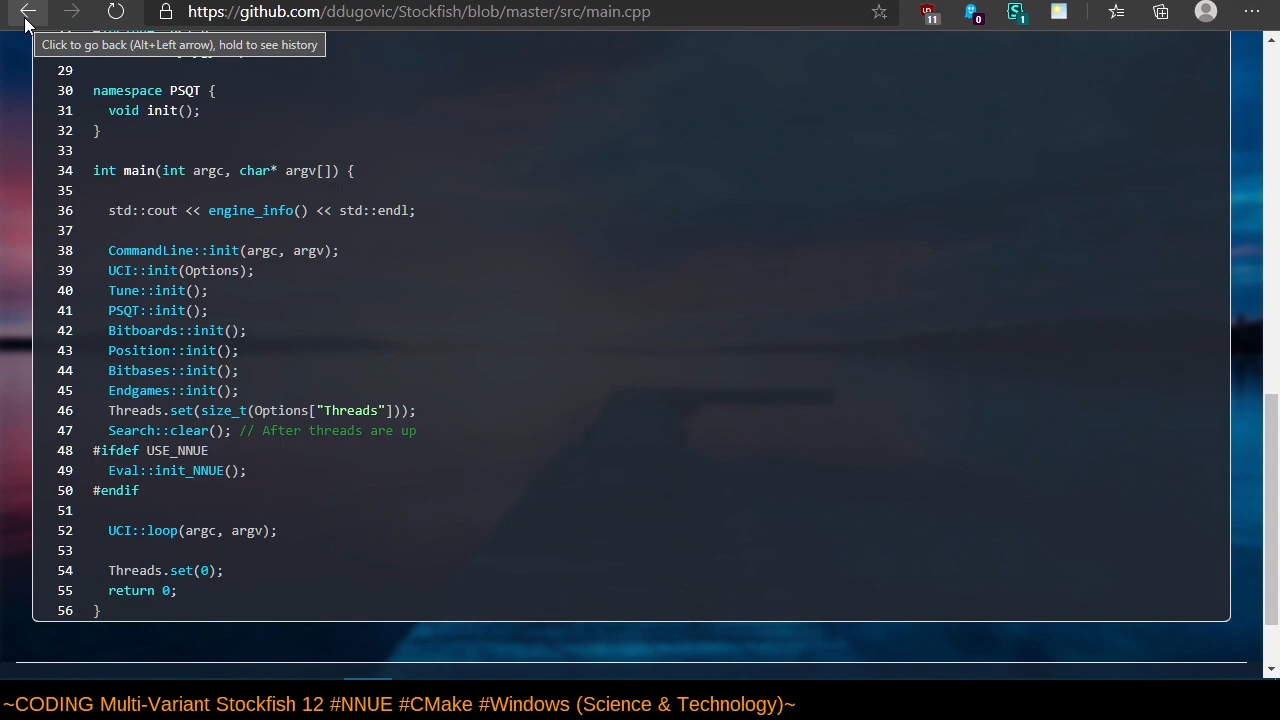 https://github.com/ddugovic/Stockfish/blob/master/src/main.cpp
11
0
1
Click to go back (Alt+Left arrow), hold to see history
29
30 namespace PSQT {
31 void init();
32 }
33
34 int main(int argc, char* argv[]) {
35
36 std::cout << engine_info() << std::endl;
37
38 CommandLine::init(argc, argv);
39 UCI::init(Options);
40 Tune::init();
41 PSQT::init();
42 Bitboards::init();
43 Position::init();
44 Bitbases::init();
45 Endgames::init();
46 Threads.set(size_t(Options["Threads"]));
47 Search::clear(); // After threads are up
48 #ifdef USE_NNUE
49 Eval::init_NNUE();
50 #endif
51
52 UCI::loop(argc, argv);
53
54 Threads.set(0);
55 return 0;
56 }
~CODING Multi-Variant Stockfish 12 #NNUE #CMake #Windows (Science & Technology)~